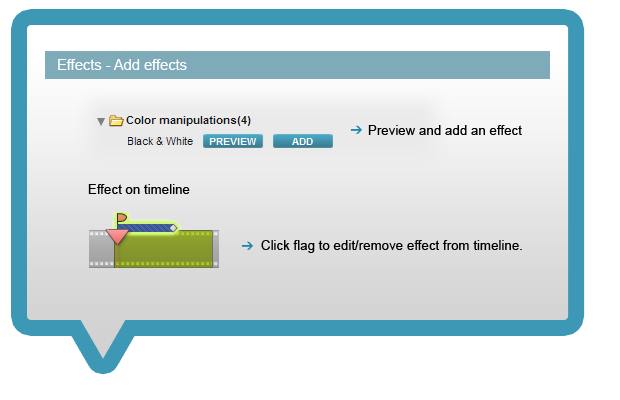 Effects - Add effects
Color manipulations(4)
Black & White PREVIEW ADD
Preview and add an effect
Effect on timeline
Click flag to edit/remove effect from timeline.